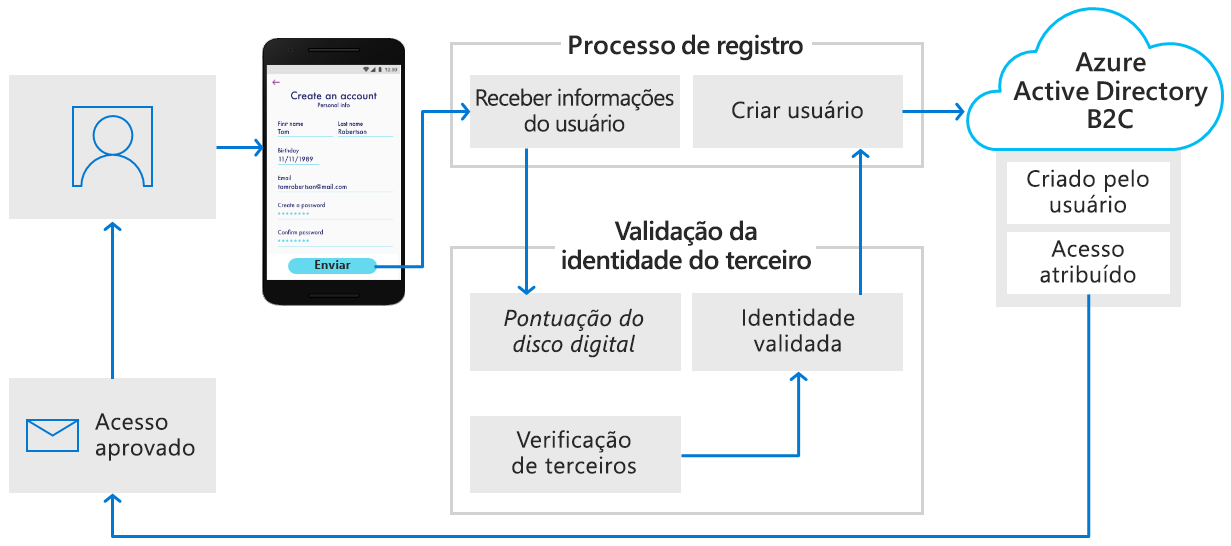 Processo de registro
Azure
Active Directory
B2C
12:30
Create an account
Personal info
First name
Last name
Tom
Robertson
Birthday
11/11/1989
Email
tomrobertson@mail.com
Create a password
Confirm password
Enviar
Receber informações
do usuário
Criar usuário
Criado pelo
usuário
Acesso
atribuído
Validação da
identidade do terceiro
Pontuação do
disco digital
Identidade
validada
Verificação
de terceiros
Acesso
aprovado